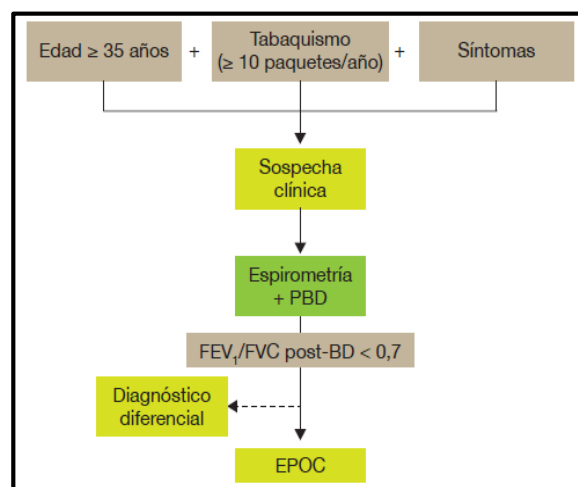 Edad ≥ 35 años + Tabaquismo (≥ 10 paquetes/año) + Síntomas
Sospecha
clínica
Espirometría
+ PBD
FEV₁/FVC post-BD < 0,7
Diagnóstico
diferencial
EPOC